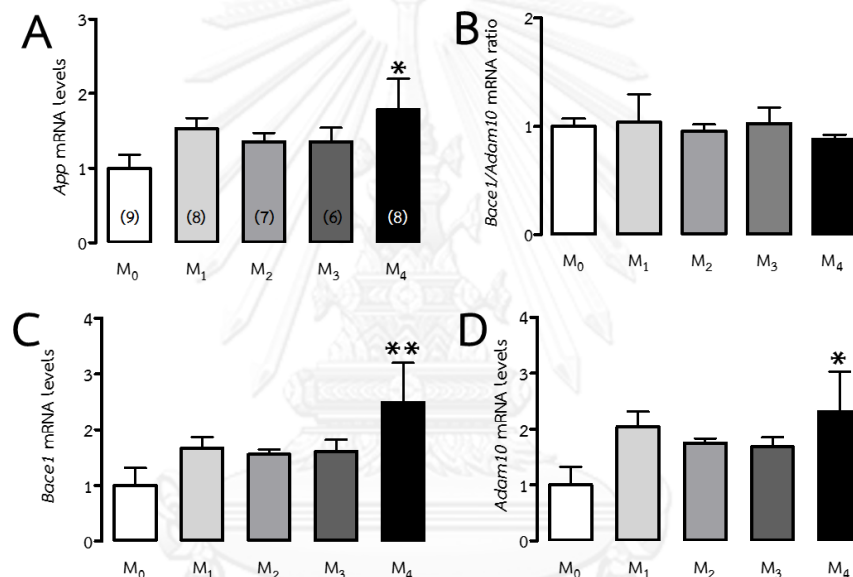 A
App mRNA levels
3
2
1
0
*
(9) (8) (7) (6) (8)
M₀ M₁ M₂ M₃ M₄
B
Bace1/Adam10 mRNA ratio
2
1
0
M₀ M₁ M₂ M₃ M₄
C
Bace1 mRNA levels
4
3
2
1
0
**
M₀ M₁ M₂ M₃ M₄
D
Adam10 mRNA levels
4
3
2
1
0
*
M₀ M₁ M₂ M₃ M₄